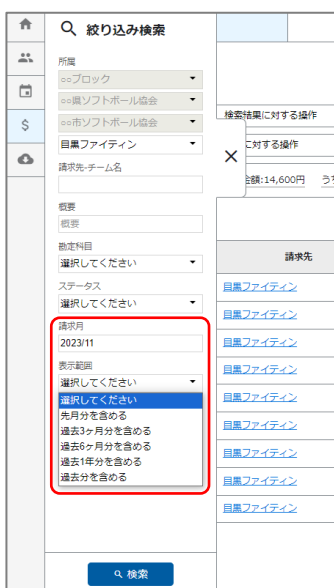 絞り込み検索
所属
○○ブロック
○○県ソフトボール協会
○○市ソフトボール協会
目黒ファイティン
請求先-チーム名
概要
概要
勘定科目
選択してください
ステータス
選択してください
請求月
2023/11
表示範囲
選択してください
選択してください
先月分を含める
過去3ヶ月分を含める
過去6ヶ月分を含める
過去1年分を含める
過去分を含める
検索
検索結果に対する操作
に対する操作
金額:14,600円 うち
請求先
目黒ファイティン
目黒ファイティン
目黒ファイティン
目黒ファイティン
目黒ファイティン
目黒ファイティン
目黒ファイティン
目黒ファイティン
目黒ファイティン